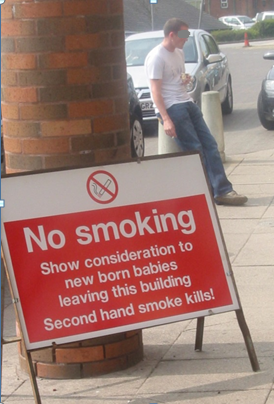 No smoking
Show consideration to
new born babies
leaving this building
Second hand smoke kills!